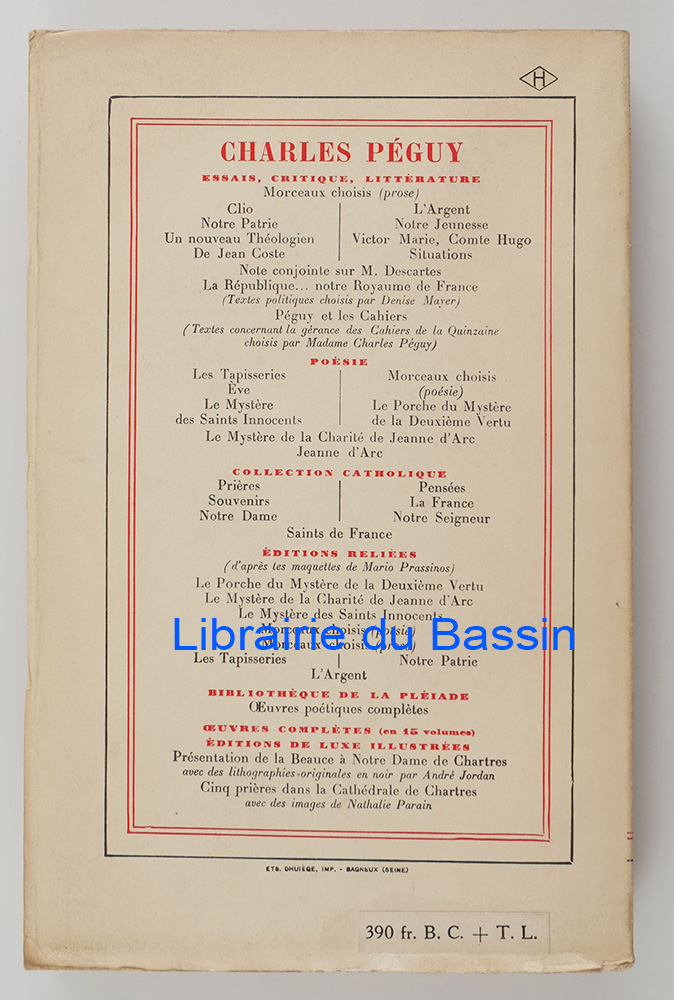 H
CHARLES PÉGUY
ESSAIS, CRITIQUE, LITTÉRATURE
Morceaux choisis (prose)
Clio
Notre Patrie
Un nouveau Théologien
De Jean Coste
L'Argent
Notre Jeunesse
Victor Marie, Comte Hugo
Situations
Note conjointe sur M. Descartes
La République... notre Royaume de France
(Textes politiques choisis par Denise Mayer)
Péguy et les Cahiers
(Textes concernant la gérance des Cahiers de la Quinzaine
choisis par Madame Charles Péguy)
POÉSIE
Les Tapisseries
Ève
Le Mystère
des Saints Innocents
Morceaux choisis
(poésie)
Le Porche du Mystère
de la Deuxième Vertu
Le Mystère de la Charité de Jeanne d'Arc
Jeanne d'Arc
COLLECTION CATHOLIQUE
Prières
Souvenirs
Notre Dame
Pensées
La France
Notre Seigneur
Saints de France
ÉDITIONS RELIÉES
(d'après les maquettes de Mario Prassinos)
Le Porche du Mystère de la Deuxième Vertu
Le Mystère de la Charité de Jeanne d'Arc
Le Mystère des Saints Innocents
Morceaux choisis (poésie)
Librairie du Bassin
Morceaux choisis (prose)
Les Tapisseries
Notre Patrie
L'Argent
BIBLIOTHÈQUE DE LA PLÉIADE
Œuvres poétiques complètes
ŒUVRES COMPLÈTES (en 15 volumes)
ÉDITIONS DE LUXE ILLUSTRÉES
Présentation de la Beauce à Notre Dame de Chartres
avec des lithographies originales en noir par André Jordan
Cinq prières dans la Cathédrale de Chartres
avec des images de Nathalie Parain
ETS. DHUIÈGE, IMP. - BAGNEUX (SEINE)
390 fr. B. C. + T. L.